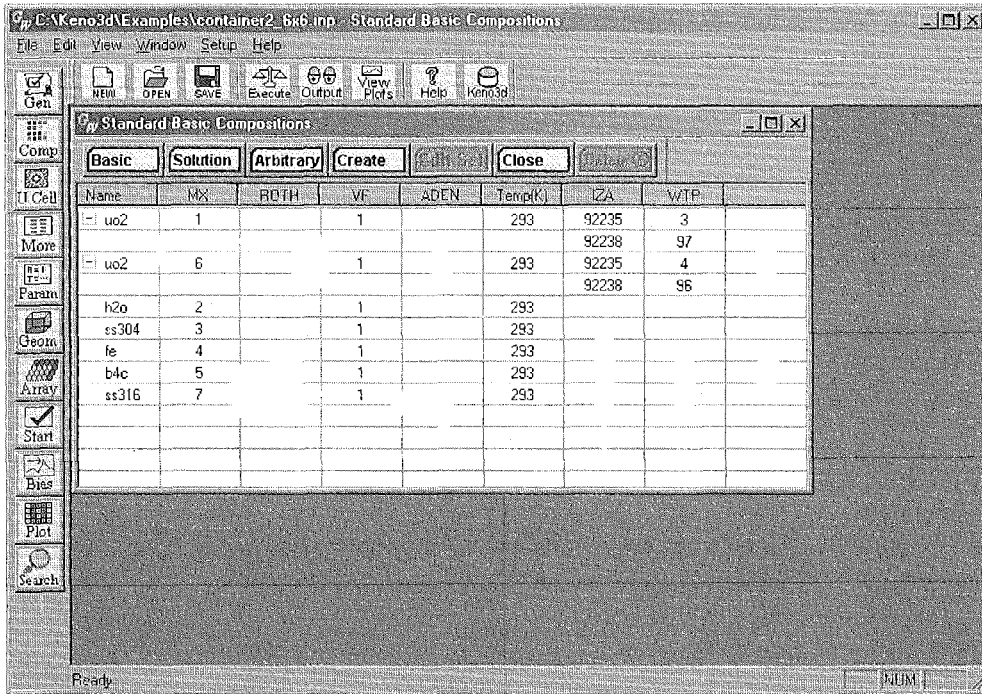 C:\Keno3d\Examples\container2_6x6.inp - Standard Basic Compositions
File Edit View Window Setup Help
NEW OPEN SAVE Execute Output View Plots Help Keno3d
Gen
Comp
U Cell
More
Param
Geom
Array
Start
Bias
Plot
Search
Standard Basic Compositions
Basic Solution Arbitrary Create Edit Sel Close
Name MX ROTH VF ADEN Temp(K) IZA WTP
uo2 1 1 293 92235 3
92238 97
uo2 6 1 293 92235 4
92238 96
h2o 2 1 293
ss304 3 1 293
fe 4 1 293
b4c 5 1 293
ss316 7 1 293
Ready NUM